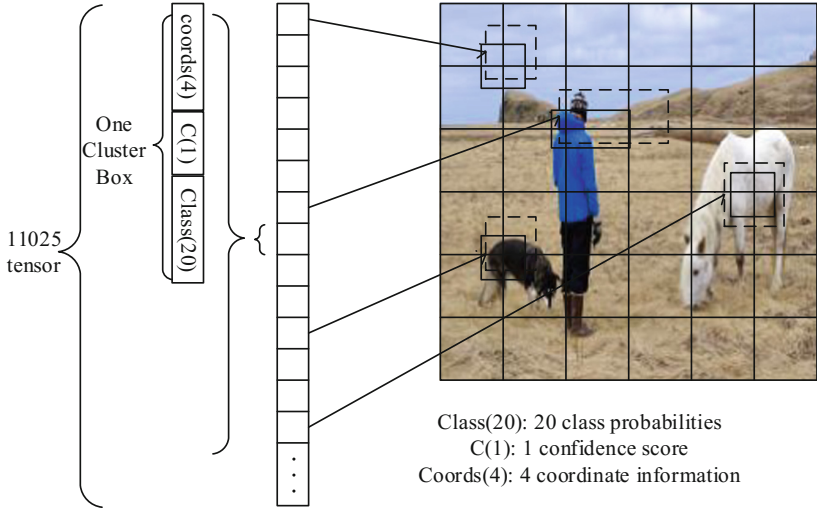 11025
tensor
One
Cluster
Box
coords(4)
C(1)
Class(20)
Class(20): 20 class probabilities
C(1): 1 confidence score
Coords(4): 4 coordinate information